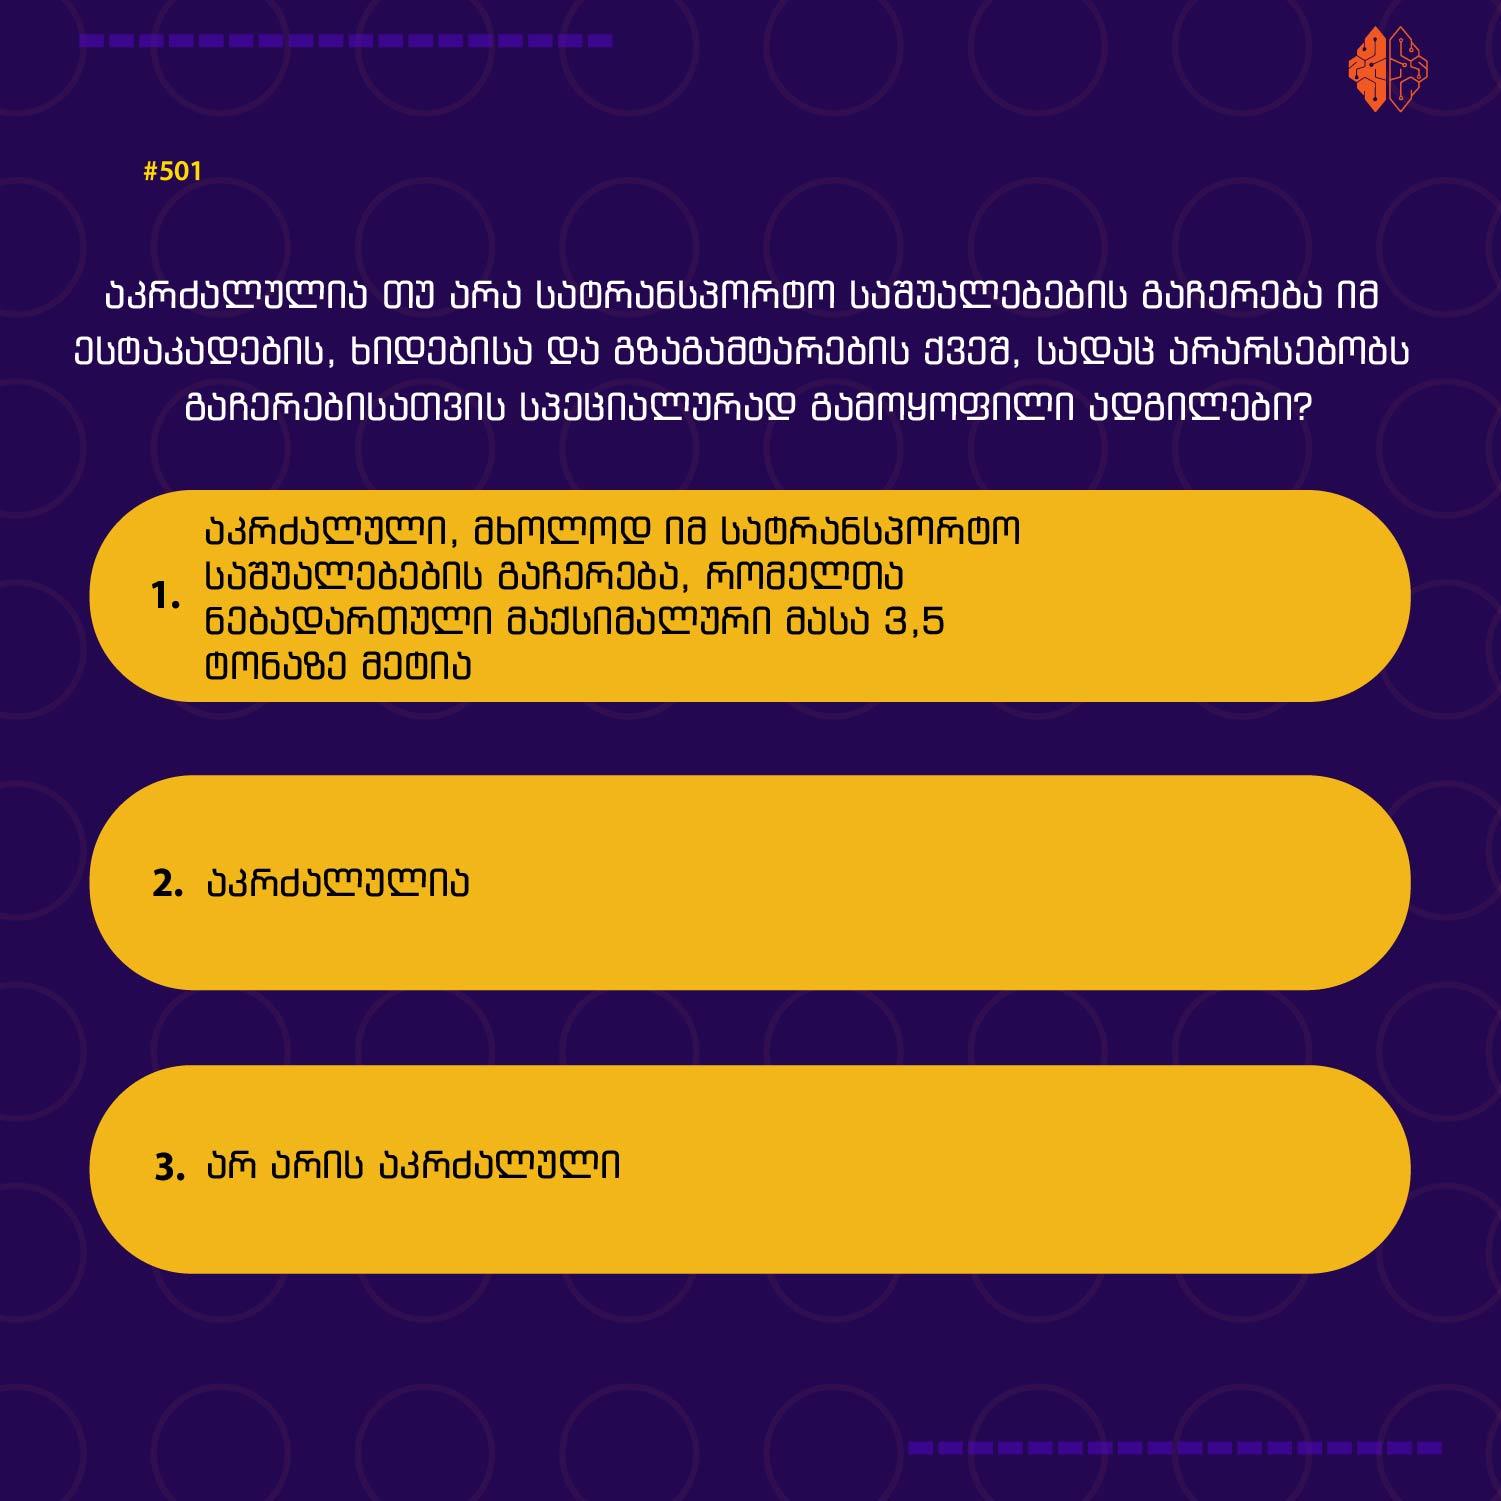 #501
აკრძალულია თუ არა სატრანსპორტო საშუალებების გაჩერება იმ
ესტაკადების, ხიდებისა და გზაგამტარების ქვეშ, სადაც არარსებობს
გაჩერებისათვის სპეციალურად გამოყოფილი ადგილები?
1. აკრძალული, მხოლოდ იმ სატრანსპორტო
საშუალებების გაჩერება, რომელთა
ნებადართული მაქსიმალური მასა 3,5
ტონაზე მეტია
2. აკრძალულია
3. არ არის აკრძალული